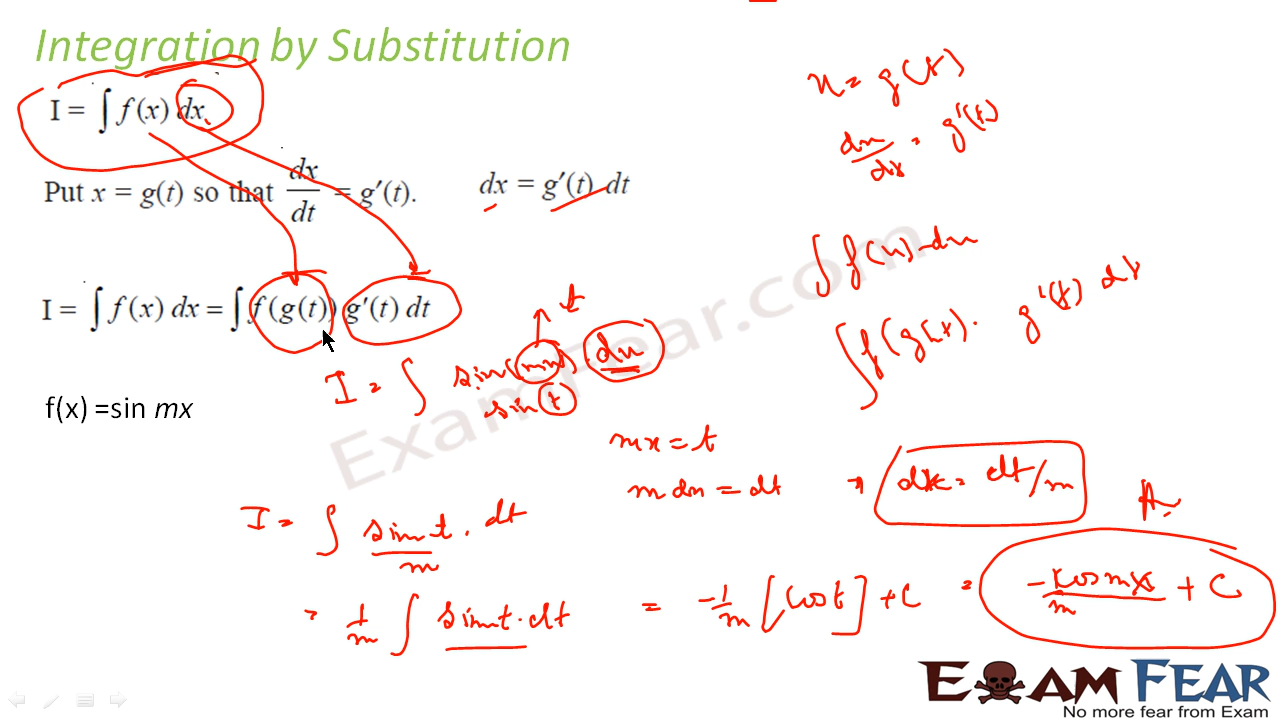 Integration by Substitution
I = ∫ f(x) dx
x = g(t)
dx/dt = g'(t)
Put x = g(t) so that dx/dt = g′(t).
dx = g′(t) dt
∫ f(x) dx
I = ∫ f(x) dx = ∫ f(g(t)) g′(t) dt
∫ f(g(t). g'(t) dt
t
I = ∫ sin(mx) . dx
sin(t)
f(x) =sin mx
mx = t
m dx = dt → dx = dt/m
I = ∫ sin t/m . dt
= 1/m ∫ sin t . dt = -1/m [cos t] + C = -cos mx/m + C
ExamFear.com
EXAM FEAR
No more fear from Exam